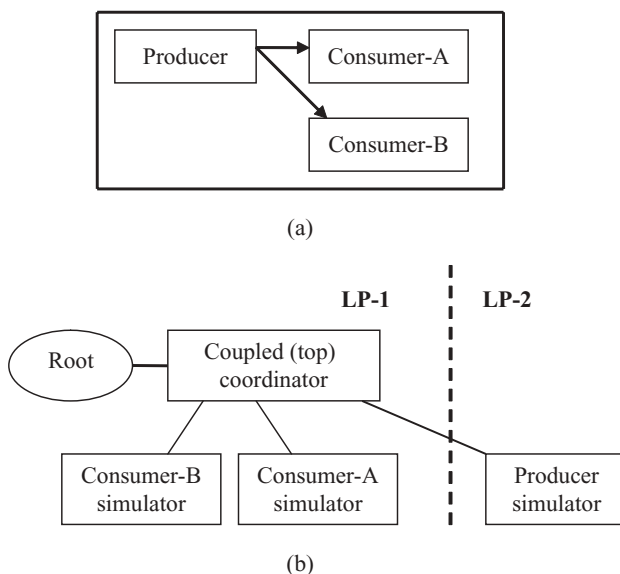 Producer
Consumer-A
Consumer-B
(a)
LP-1
LP-2
Root
Coupled (top)
coordinator
Consumer-B
simulator
Consumer-A
simulator
Producer
simulator
(b)